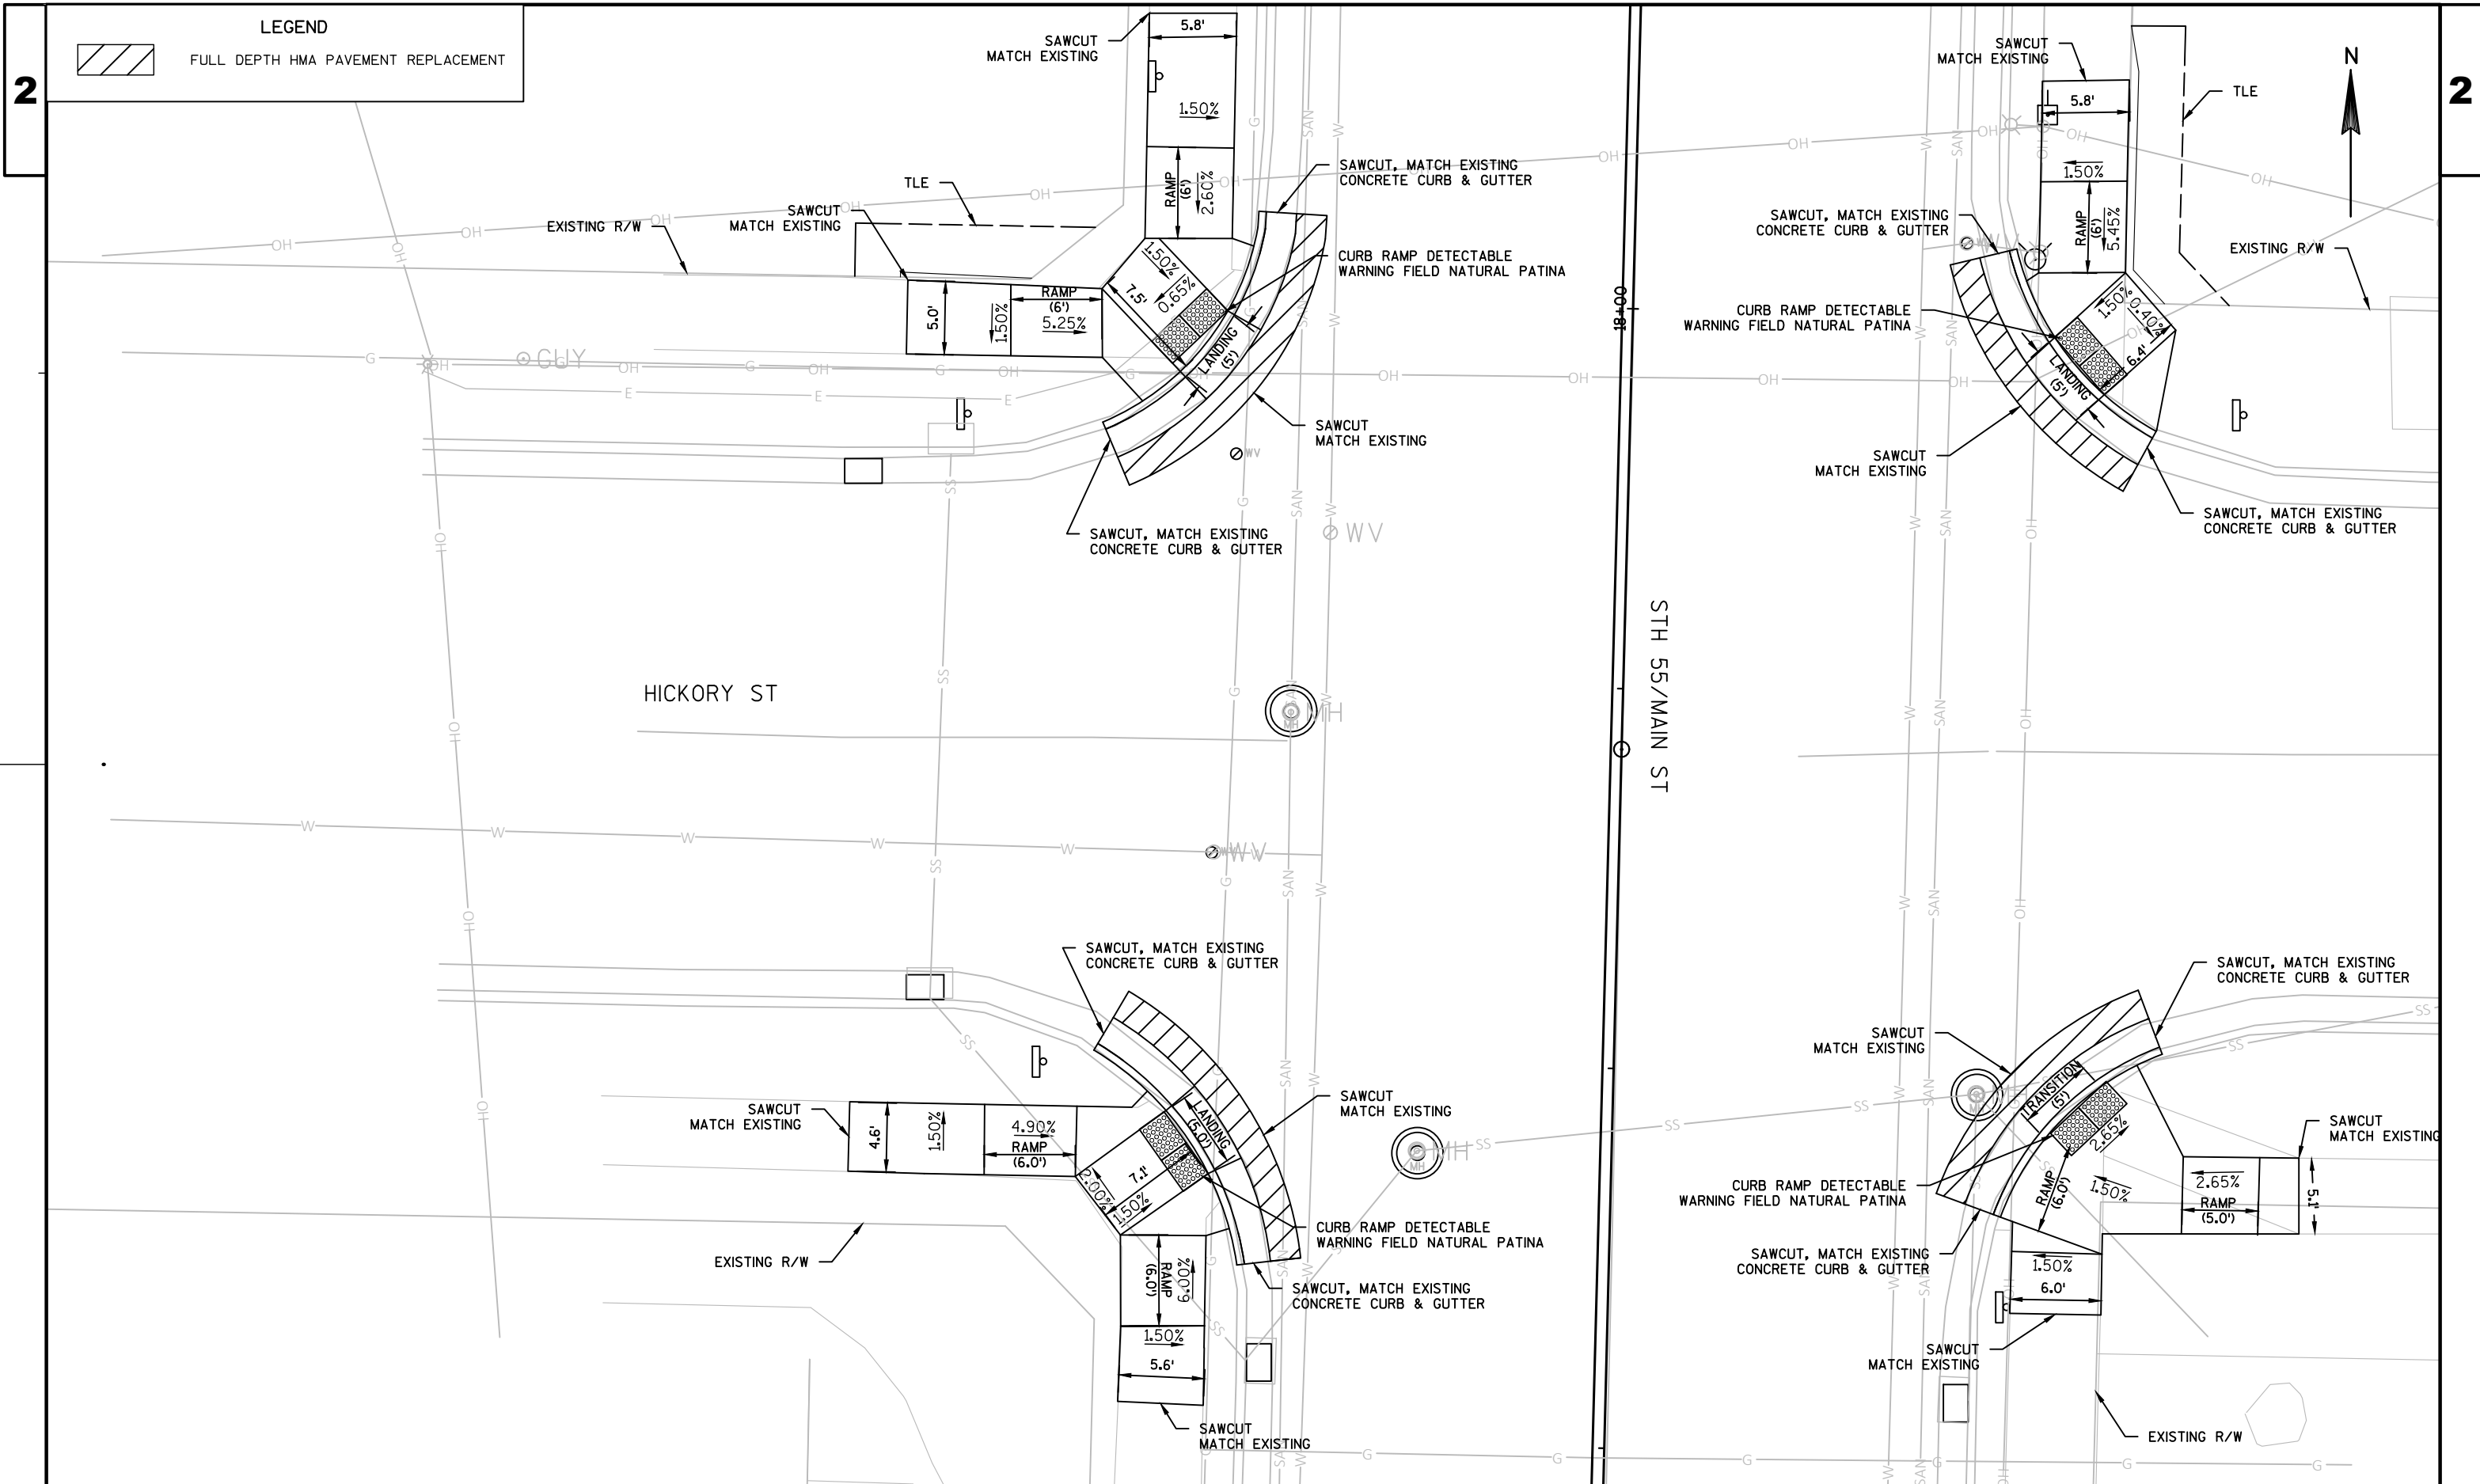 LEGEND
FULL DEPTH HMA PAVEMENT REPLACEMENT
2
2
N
SAWCUT
MATCH EXISTING
5.8'
1.50%
RAMP
(6')
2.60%
TLE
EXISTING R/W
SAWCUT
MATCH EXISTING
5.0'
1.50%
RAMP
(6')
5.25%
1.50%
0.65%
7.5'
LANDING
(5')
SAWCUT, MATCH EXISTING
CONCRETE CURB & GUTTER
CURB RAMP DETECTABLE
WARNING FIELD NATURAL PATINA
SAWCUT
MATCH EXISTING
SAWCUT, MATCH EXISTING
CONCRETE CURB & GUTTER
GUY
WV
WV
18+00
SAWCUT
MATCH EXISTING
5.8'
TLE
1.50%
RAMP
(6')
5.45%
SAWCUT, MATCH EXISTING
CONCRETE CURB & GUTTER
EXISTING R/W
CURB RAMP DETECTABLE
WARNING FIELD NATURAL PATINA
1.50%
0.40%
6.4'
LANDING
(5')
SAWCUT
MATCH EXISTING
SAWCUT, MATCH EXISTING
CONCRETE CURB & GUTTER
HICKORY ST
STH 55/MAIN ST
MH
MH
WV
SAWCUT, MATCH EXISTING
CONCRETE CURB & GUTTER
SAWCUT
MATCH EXISTING
4.6'
1.50%
4.90%
RAMP
(6.0')
2.00%
1.50%
7.1'
LANDING
(5.0')
SAWCUT
MATCH EXISTING
MH
MH
CURB RAMP DETECTABLE
WARNING FIELD NATURAL PATINA
EXISTING R/W
RAMP
(6.0')
6.00%
1.50%
5.6'
SAWCUT, MATCH EXISTING
CONCRETE CURB & GUTTER
SAWCUT
MATCH EXISTING
SAWCUT, MATCH EXISTING
CONCRETE CURB & GUTTER
SAWCUT
MATCH EXISTING
TRANSITION
(5')
2.65%
SAWCUT
MATCH EXISTING
CURB RAMP DETECTABLE
WARNING FIELD NATURAL PATINA
RAMP
(6.0')
1.50%
2.65%
RAMP
(5.0')
5.1'
SAWCUT, MATCH EXISTING
CONCRETE CURB & GUTTER
1.50%
6.0'
SAWCUT
MATCH EXISTING
EXISTING R/W